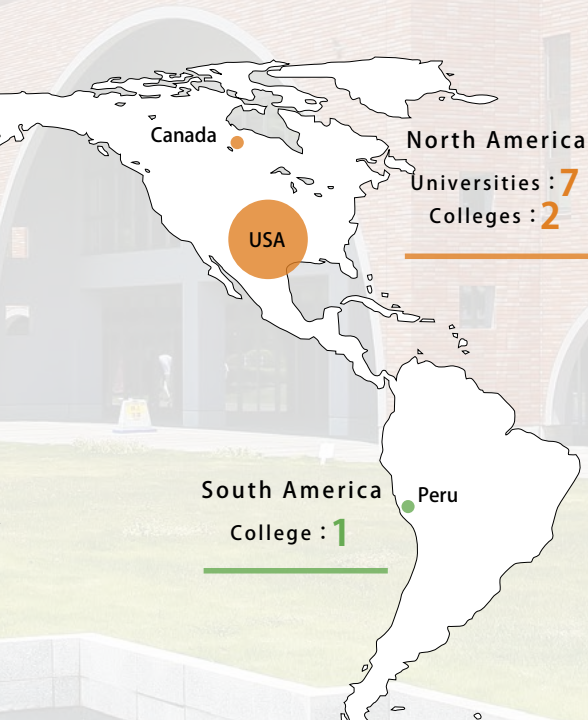 Canada
North America
Universities : 7
Colleges : 2
USA
South America
College : 1
Peru